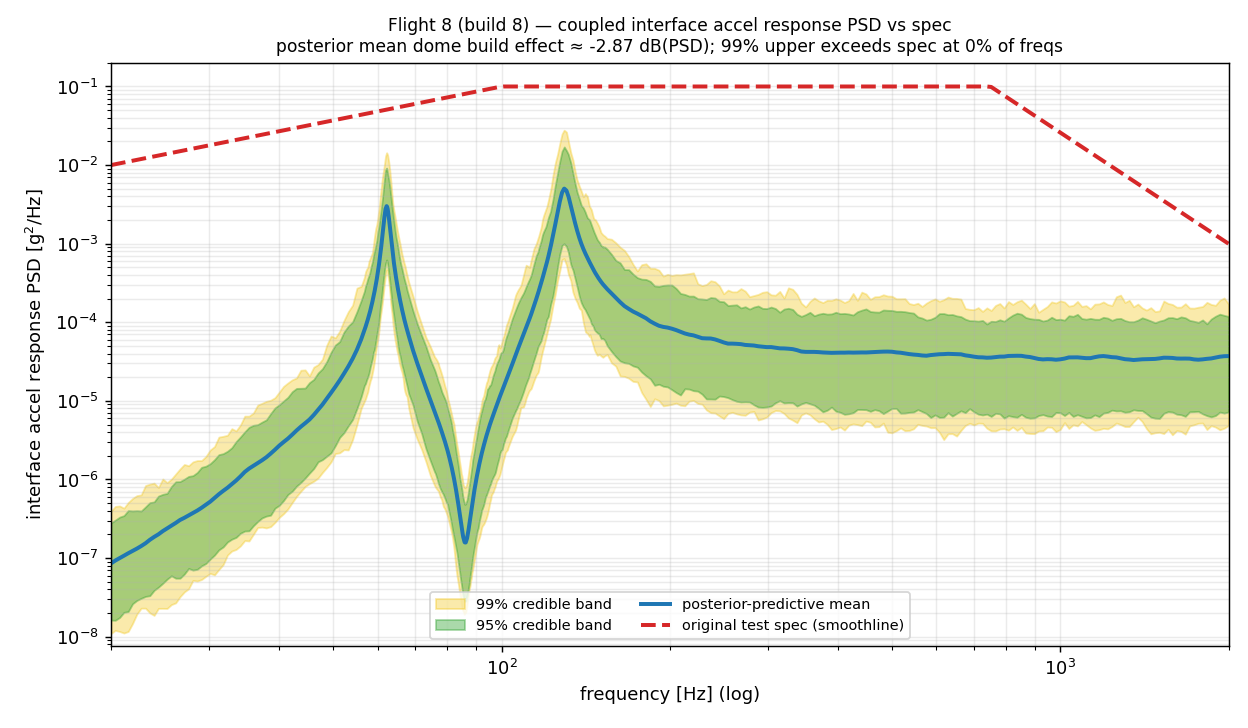 Flight 8 (build 8) — coupled interface accel response PSD vs spec
posterior mean dome build effect ≈ -2.87 dB(PSD); 99% upper exceeds spec at 0% of freqs
interface accel response PSD [g²/Hz]
10⁻¹
10⁻²
10⁻³
10⁻⁴
10⁻⁵
10⁻⁶
10⁻⁷
10⁻⁸
99% credible band
95% credible band
posterior-predictive mean
original test spec (smoothline)
10²
10³
frequency [Hz] (log)